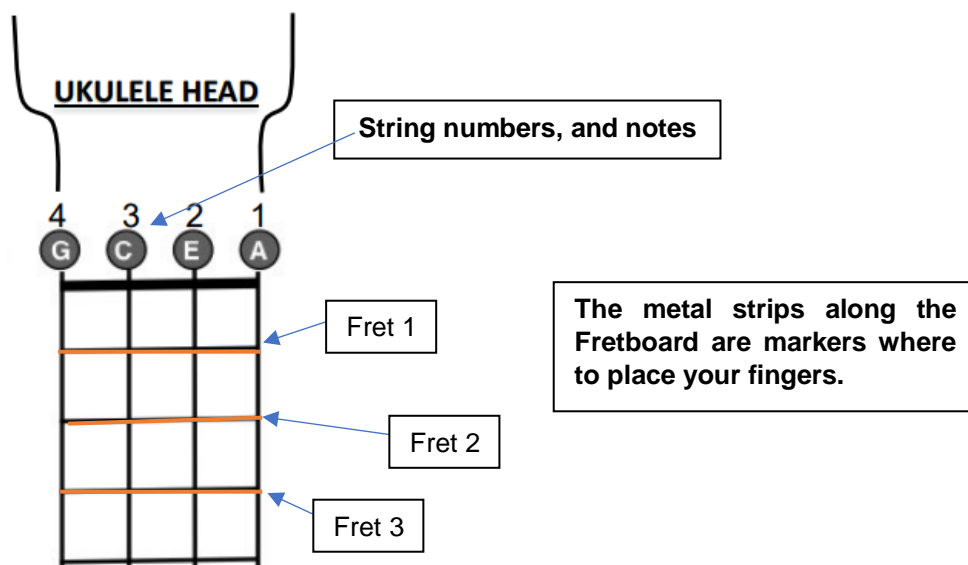 UKULELE HEAD
String numbers, and notes
4 3 2 1
G C E A
Fret 1
The metal strips along the
Fretboard are markers where
to place your fingers.
Fret 2
Fret 3